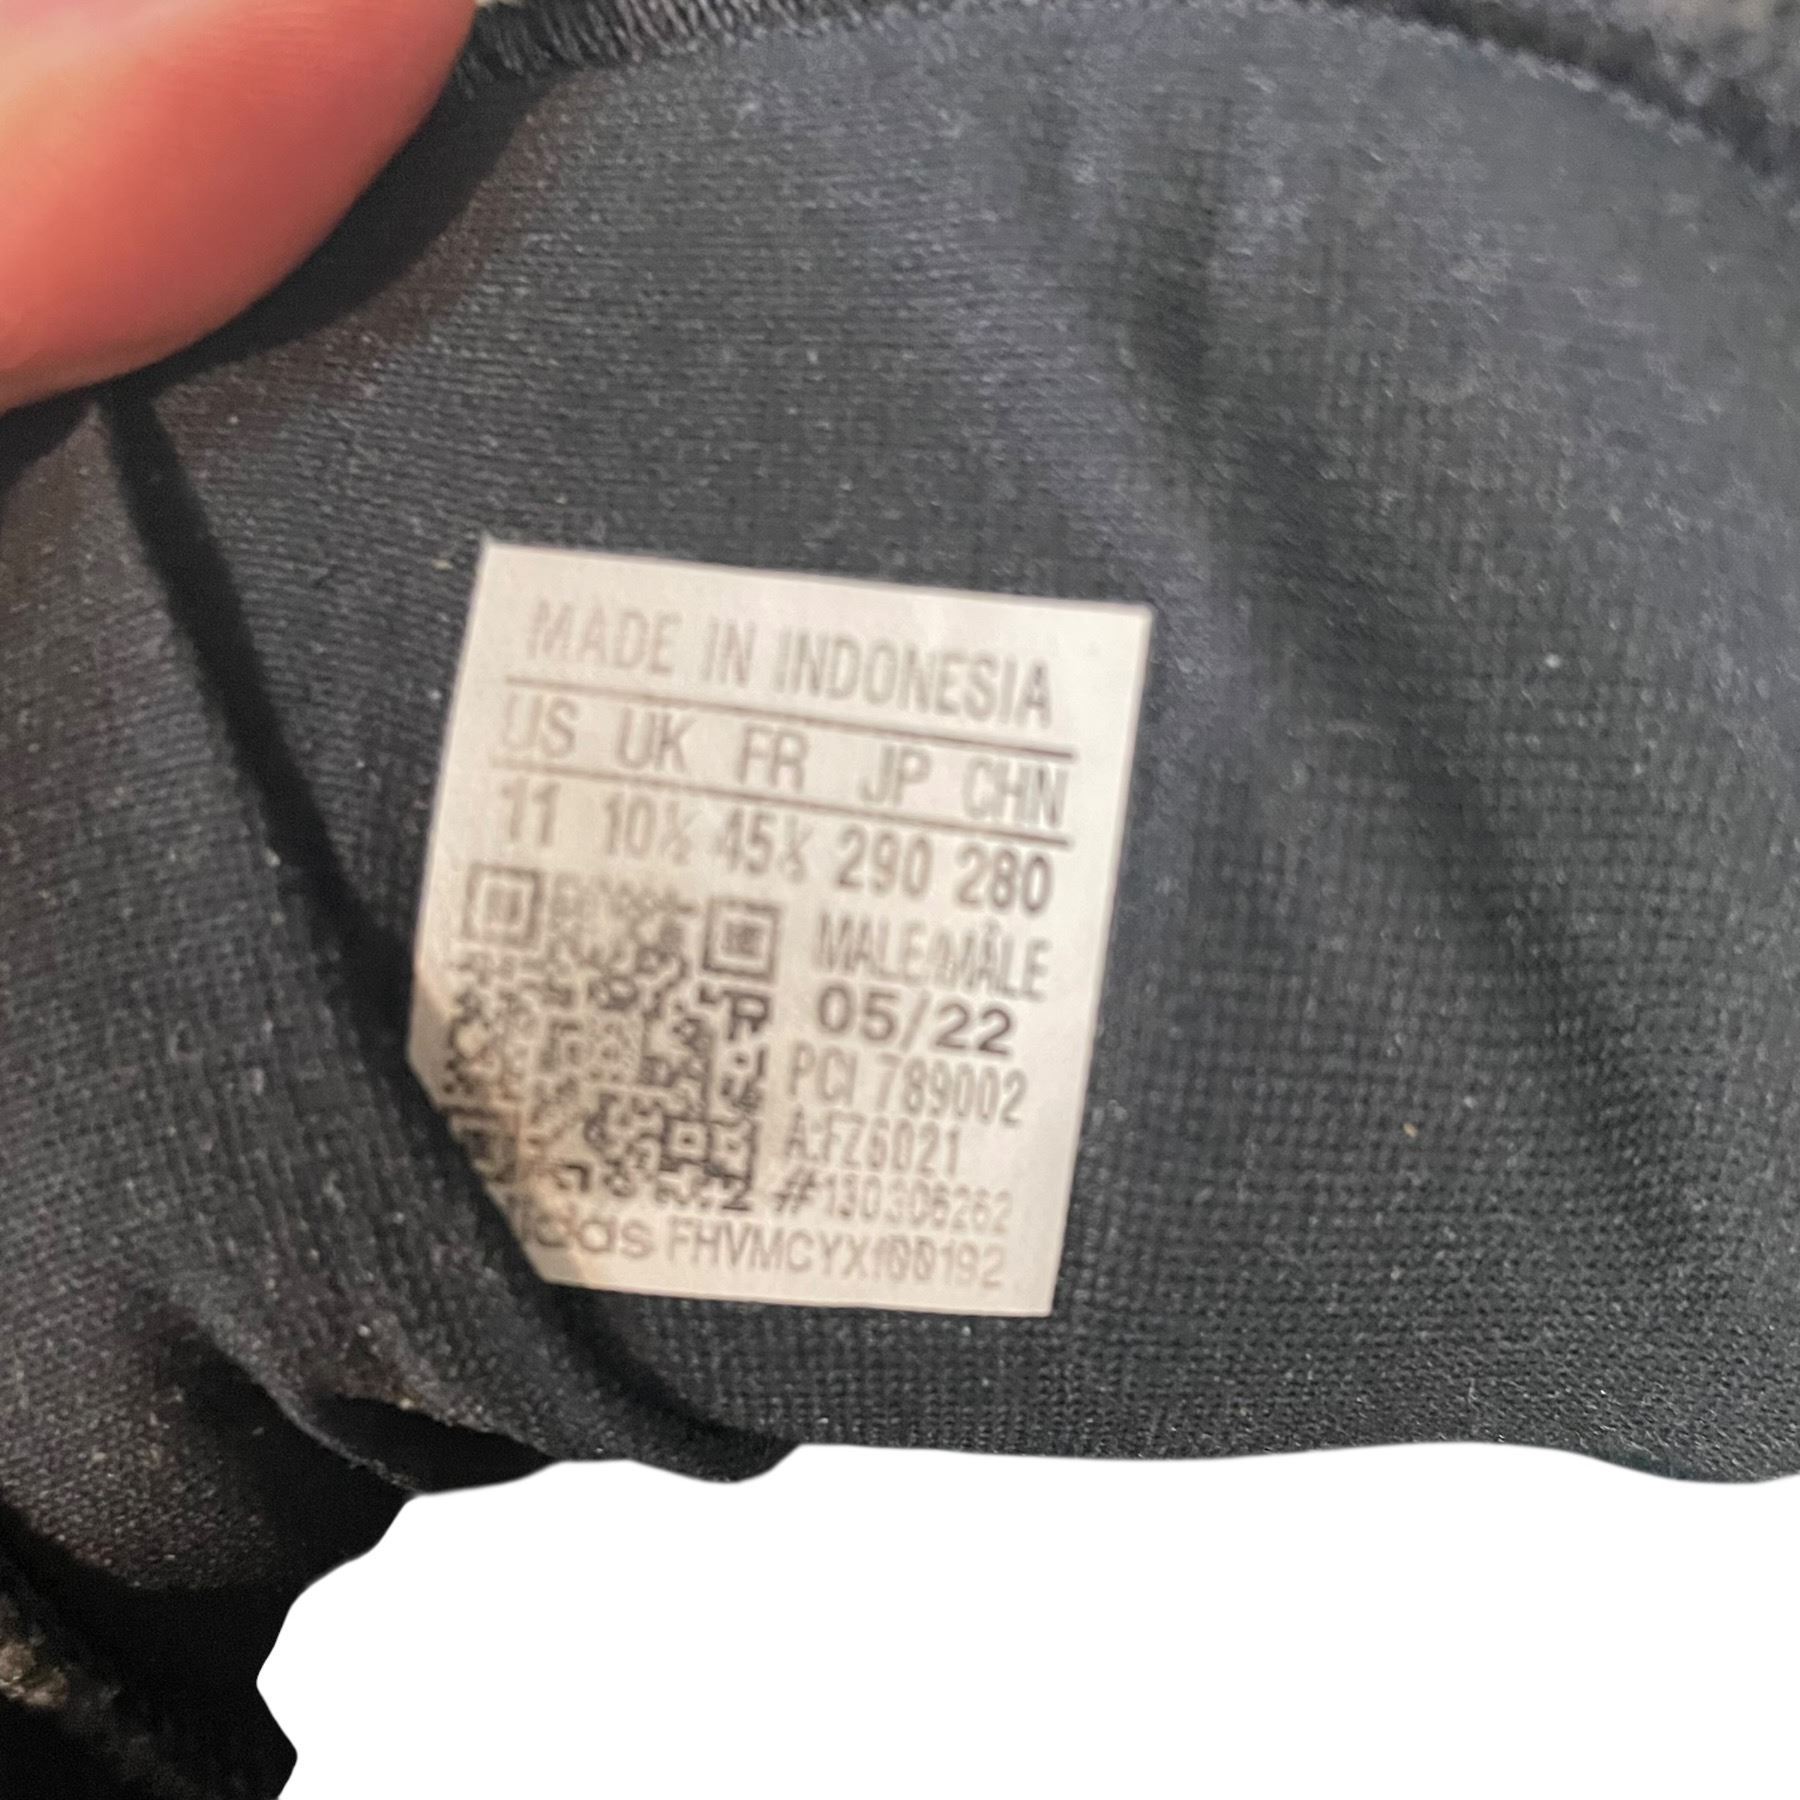 MADE IN INDONESIA
US UK FR JP CHN
11 10½ 45⅓ 290 280
MALE/MÂLE
05/22
PCI 789002
A:FZ6021
#130306262
FHVMCYX100192